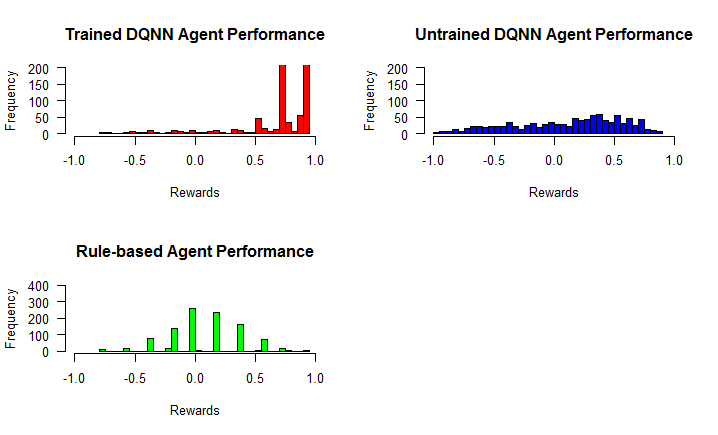 Trained DQNN Agent Performance
Frequency
200
150
100
50
0
-1.0 -0.5 0.0 0.5 1.0
Rewards
Untrained DQNN Agent Performance
Frequency
200
150
100
50
0
-1.0 -0.5 0.0 0.5 1.0
Rewards
Rule-based Agent Performance
Frequency
400
300
200
100
0
-1.0 -0.5 0.0 0.5 1.0
Rewards